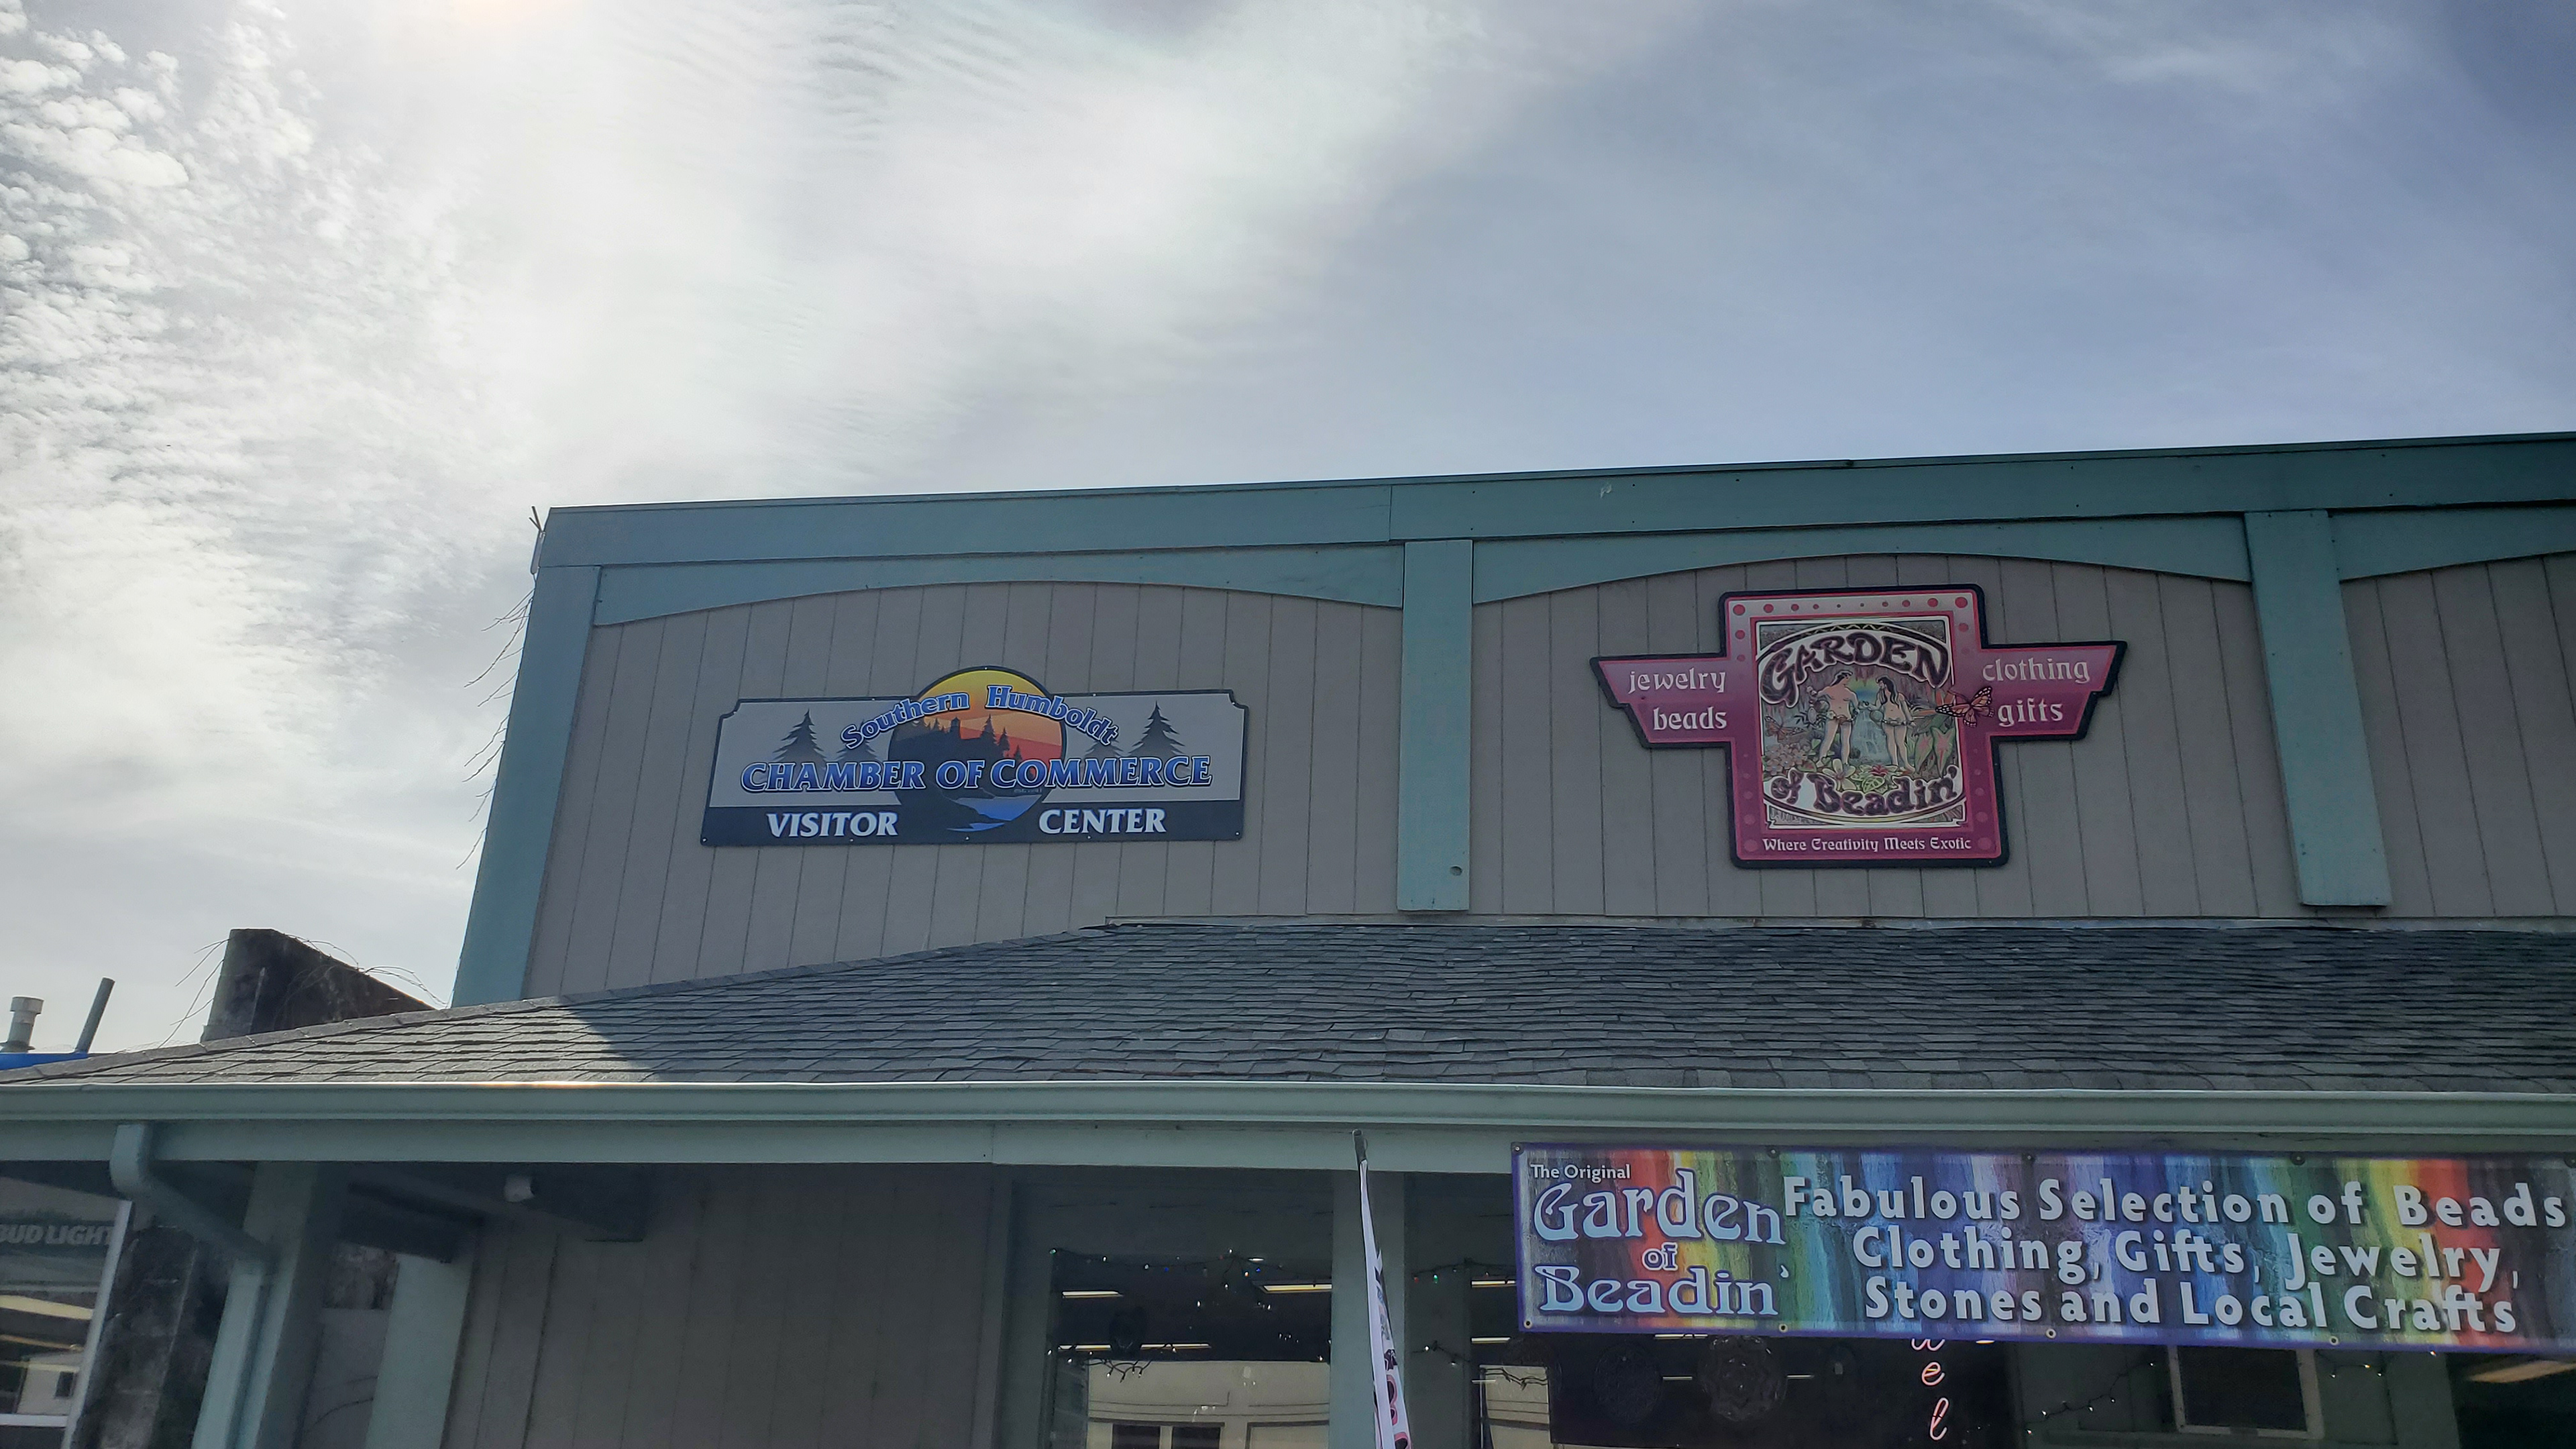 Southern Humboldt
CHAMBER OF COMMERCE
VISITOR CENTER
jewelry
beads
GARDEN
of Beadin'
clothing
gifts
Where Creativity Meets Exotic
The Original
Garden
of
Beadin'
Fabulous Selection of Beads
Clothing, Gifts, Jewelry,
Stones and Local Crafts
BUD LIGHT